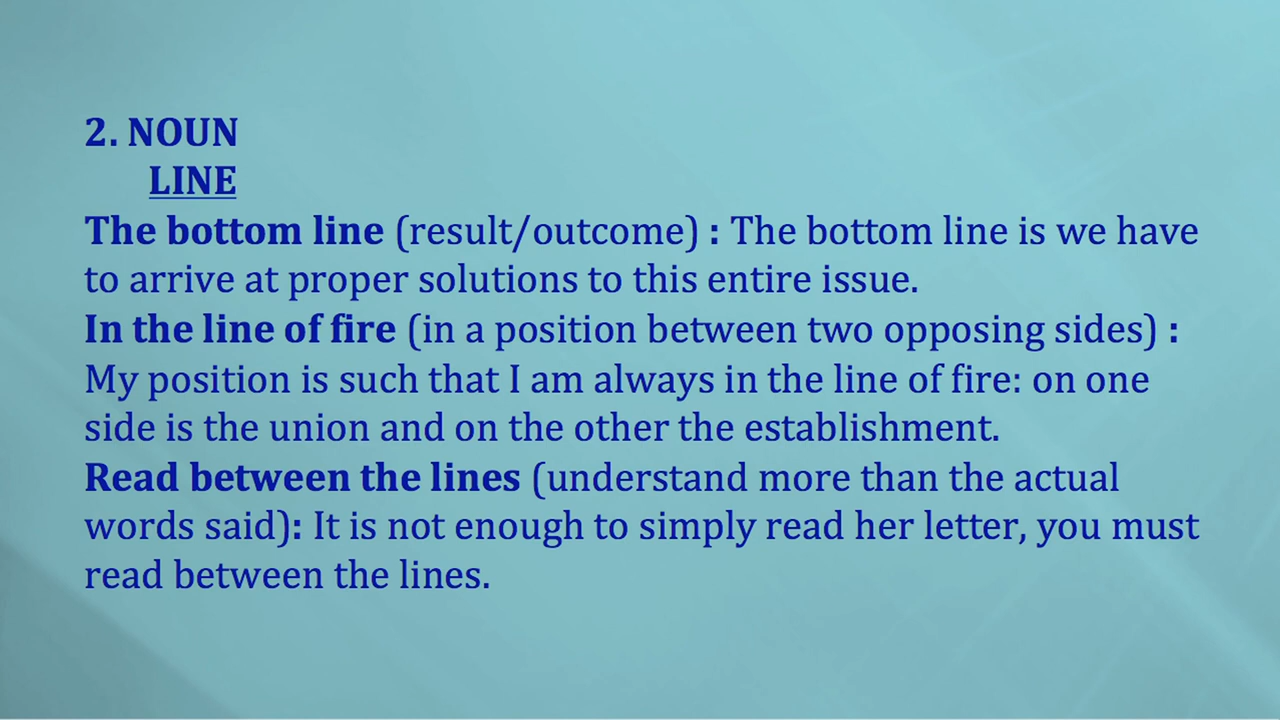 2. NOUN
LINE
The bottom line (result/outcome) : The bottom line is we have
to arrive at proper solutions to this entire issue.
In the line of fire (in a position between two opposing sides) :
My position is such that I am always in the line of fire: on one
side is the union and on the other the establishment.
Read between the lines (understand more than the actual
words said): It is not enough to simply read her letter, you must
read between the lines.